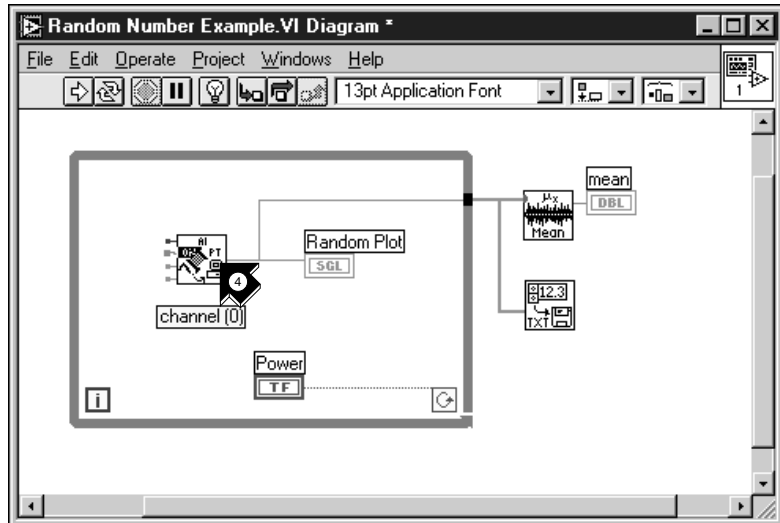 Random Number Example.VI Diagram *
File Edit Operate Project Windows Help
13pt Application Font
1
mean
DBL
μx
Mean
AI
PT
Random Plot
SGL
4
channel (0)
12.3
TXT
Power
TF
i